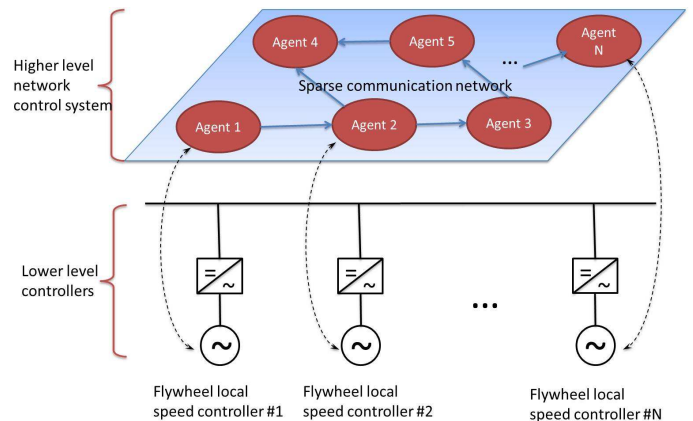 Higher level
network
control system
Agent 4
Agent 5
...
Agent
N
Sparse communication network
Agent 1
Agent 2
Agent 3
Lower level
controllers
=
~
=
~
...
=
~
~
~
~
Flywheel local
speed controller #1
Flywheel local
speed controller #2
Flywheel local
speed controller #N